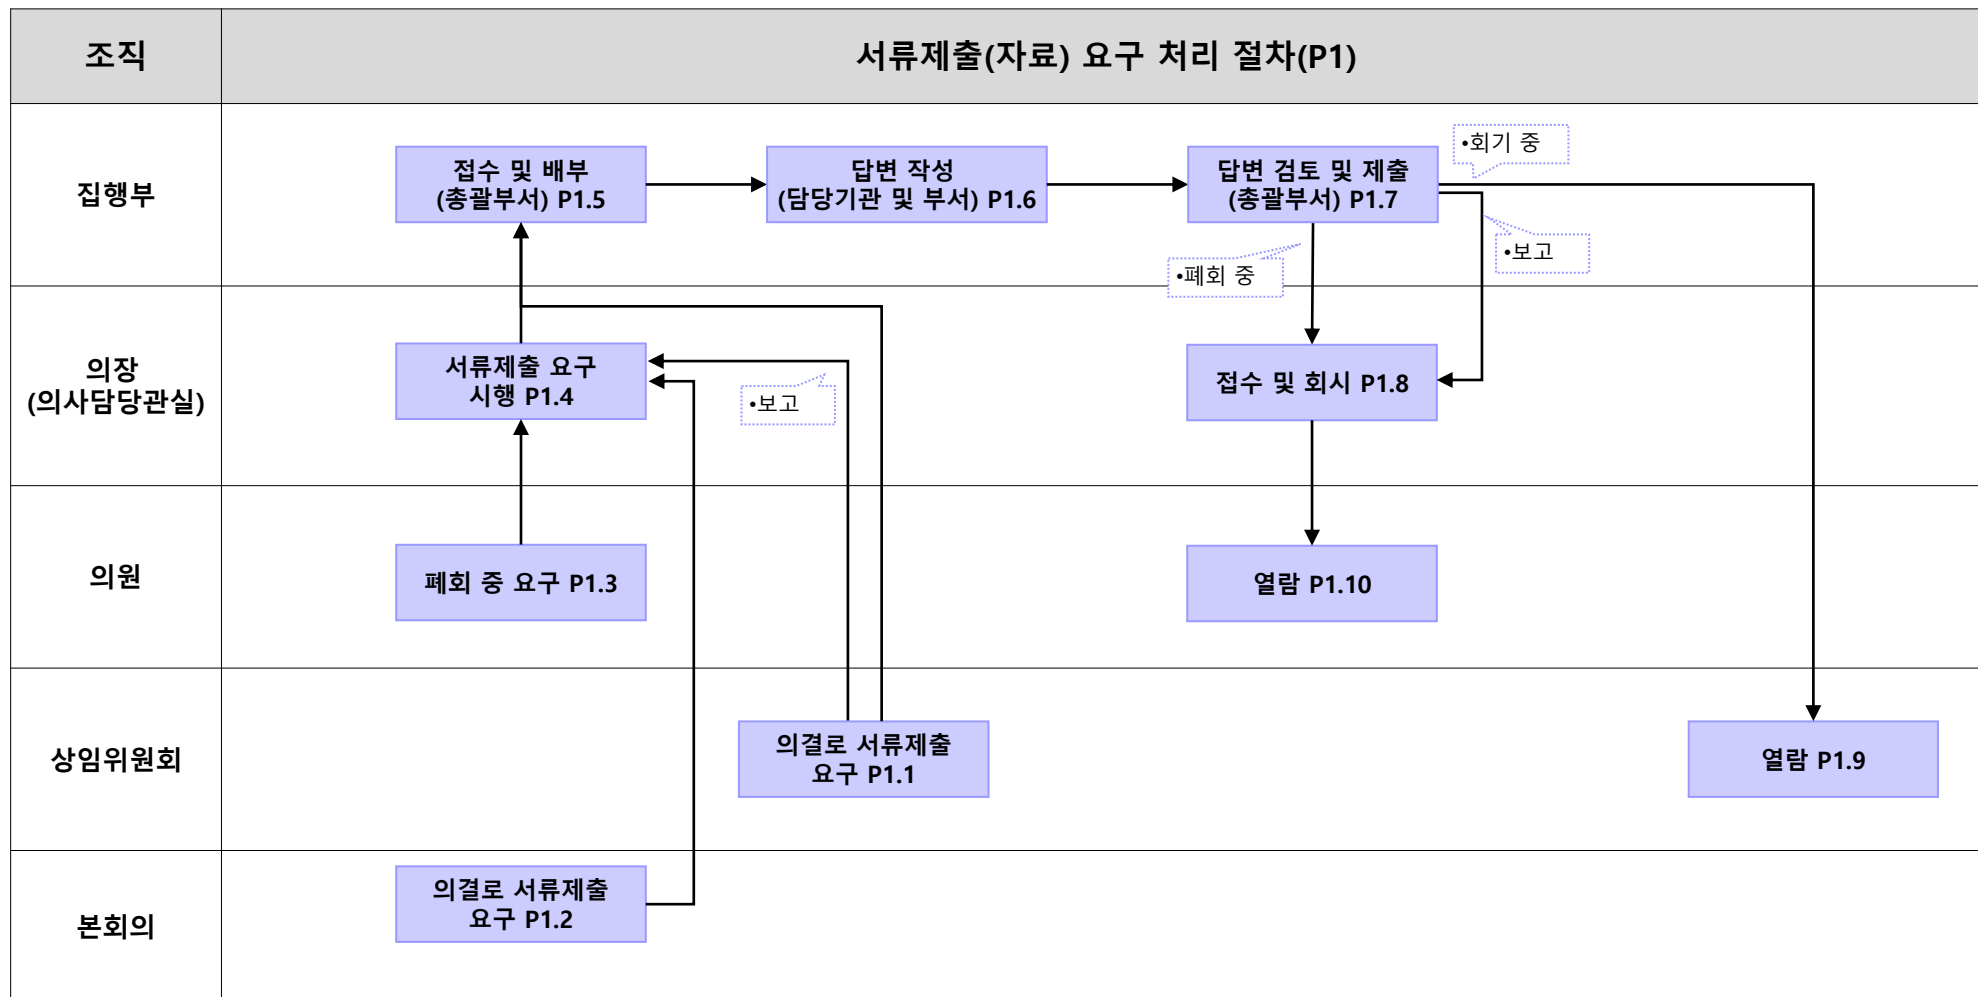 조직
서류제출(자료) 요구 처리 절차(P1)
집행부
접수 및 배부
(총괄부서) P1.5
답변 작성
(담당기관 및 부서) P1.6
답변 검토 및 제출
(총괄부서) P1.7
•회기 중
•보고
•폐회 중
의장
(의사담당관실)
서류제출 요구
시행 P1.4
•보고
접수 및 회시 P1.8
의원
폐회 중 요구 P1.3
열람 P1.10
상임위원회
의결로 서류제출
요구 P1.1
열람 P1.9
본회의
의결로 서류제출
요구 P1.2